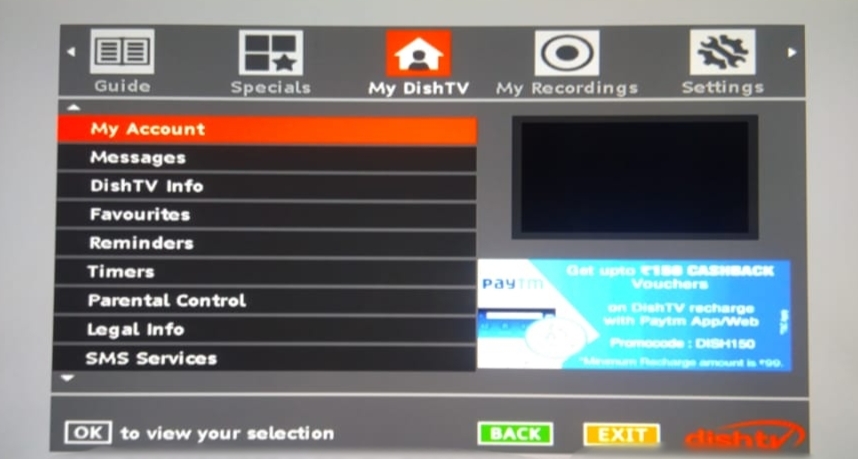 Guide
Specials
My DishTV
My Recordings
Settings
My Account
Messages
DishTV Info
Favourites
Reminders
Timers
Parental Control
Legal Info
SMS Services
paytm
Get upto CASHBACK
Vouchers
on DishTV recharge
with Paytm App/Web
Promocode : DISH150
*Minimum Recharge amount is ₹99.
OK to view your selection
BACK
EXIT
dishtv